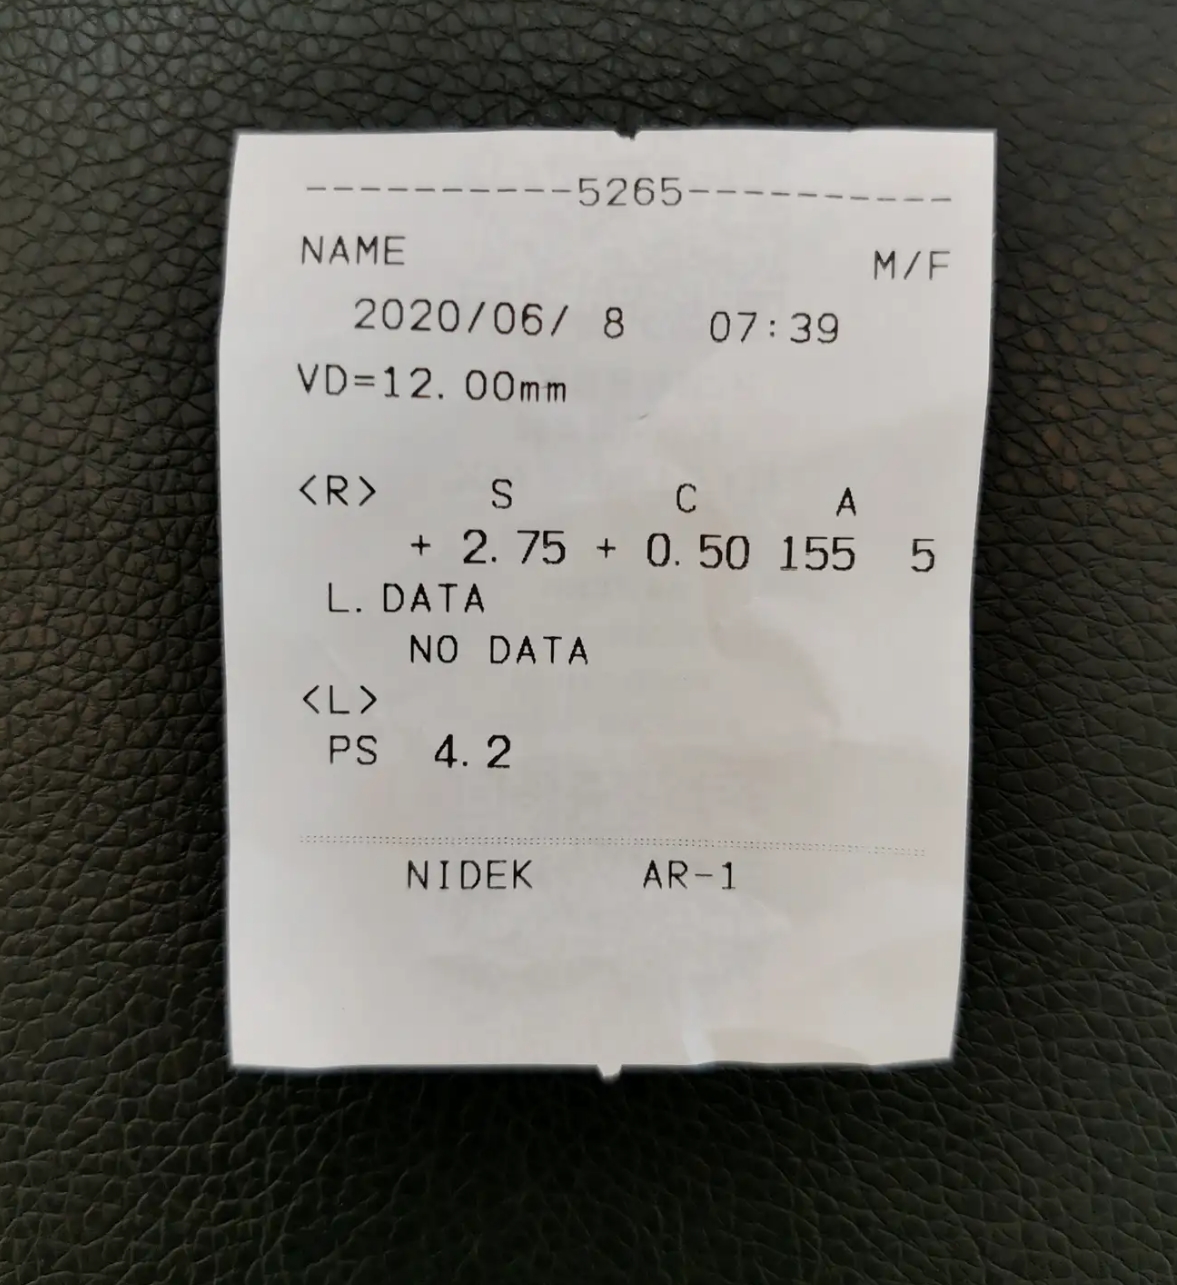 ----------5265----------
NAME M/F
2020/06/ 8 07:39
VD=12. 00mm
<R> S C A
+ 2. 75 + 0. 50 155 5
L. DATA
NO DATA
<L>
PS 4. 2
NIDEK AR-1